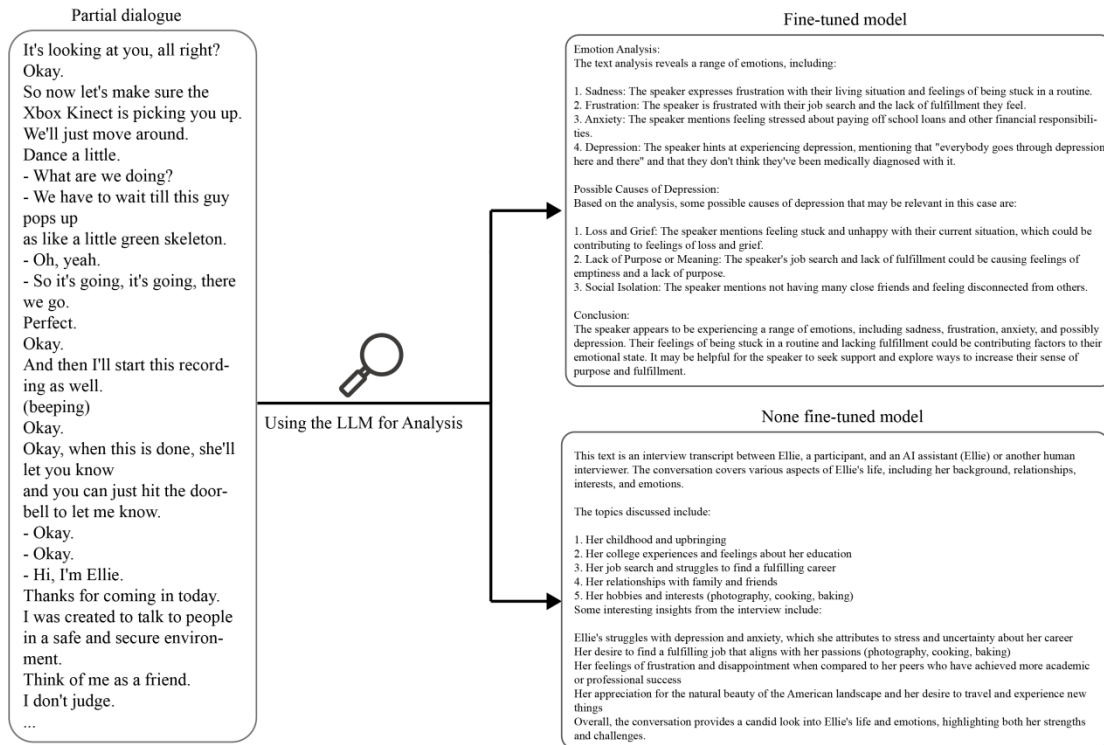 Partial dialogue
It's looking at you, all right?
Okay.
So now let's make sure the
Xbox Kinect is picking you up.
We'll just move around.
Dance a little.
- What are we doing?
- We have to wait till this guy
pops up
as like a little green skeleton.
- Oh, yeah.
- So it's going, it's going, there
we go.
Perfect.
Okay.
And then I'll start this record-
ing as well.
(beeping)
Okay.
Okay, when this is done, she'll
let you know
and you can just hit the door-
bell to let me know.
- Okay.
- Okay.
- Hi, I'm Ellie.
Thanks for coming in today.
I was created to talk to people
in a safe and secure environ-
ment.
Think of me as a friend.
I don't judge.
...
Using the LLM for Analysis
Fine-tuned model
Emotion Analysis:
The text analysis reveals a range of emotions, including:
1. Sadness: The speaker expresses frustration with their living situation and feelings of being stuck in a routine.
2. Frustration: The speaker is frustrated with their job search and the lack of fulfillment they feel.
3. Anxiety: The speaker mentions feeling stressed about paying off school loans and other financial responsibili-
ties.
4. Depression: The speaker hints at experiencing depression, mentioning that "everybody goes through depression
here and there" and that they don't think they've been medically diagnosed with it.
Possible Causes of Depression:
Based on the analysis, some possible causes of depression that may be relevant in this case are:
1. Loss and Grief: The speaker mentions feeling stuck and unhappy with their current situation, which could be
contributing to feelings of loss and grief.
2. Lack of Purpose or Meaning: The speaker's job search and lack of fulfillment could be causing feelings of
emptiness and a lack of purpose.
3. Social Isolation: The speaker mentions not having many close friends and feeling disconnected from others.
Conclusion:
The speaker appears to be experiencing a range of emotions, including sadness, frustration, anxiety, and possibly
depression. Their feelings of being stuck in a routine and lacking fulfillment could be contributing factors to their
emotional state. It may be helpful for the speaker to seek support and explore ways to increase their sense of
purpose and fulfillment.
None fine-tuned model
This text is an interview transcript between Ellie, a participant, and an AI assistant (Ellie) or another human
interviewer. The conversation covers various aspects of Ellie's life, including her background, relationships,
interests, and emotions.
The topics discussed include:
1. Her childhood and upbringing
2. Her college experiences and feelings about her education
3. Her job search and struggles to find a fulfilling career
4. Her relationships with family and friends
5. Her hobbies and interests (photography, cooking, baking)
Some interesting insights from the interview include:
Ellie's struggles with depression and anxiety, which she attributes to stress and uncertainty about her career
Her desire to find a fulfilling job that aligns with her passions (photography, cooking, baking)
Her feelings of frustration and disappointment when compared to her peers who have achieved more academic
or professional success
Her appreciation for the natural beauty of the American landscape and her desire to travel and experience new
things
Overall, the conversation provides a candid look into Ellie's life and emotions, highlighting both her strengths
and challenges.